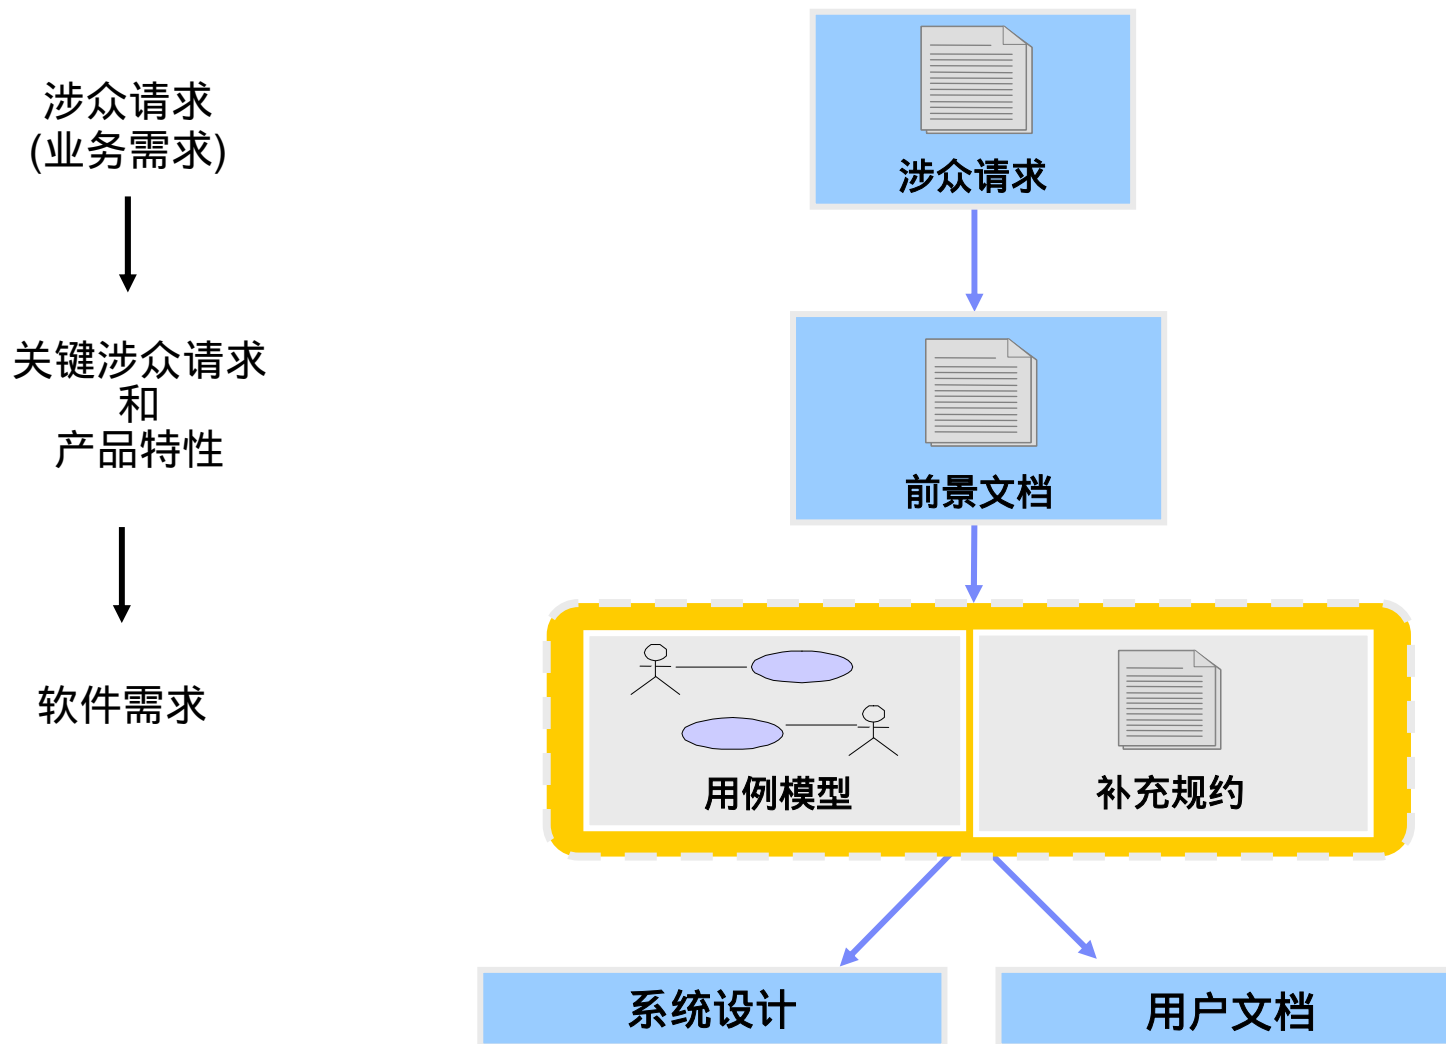 涉众请求
(业务需求)
关键涉众请求
和
产品特性
软件需求
涉众请求
前景文档
用例模型
补充规约
系统设计
用户文档